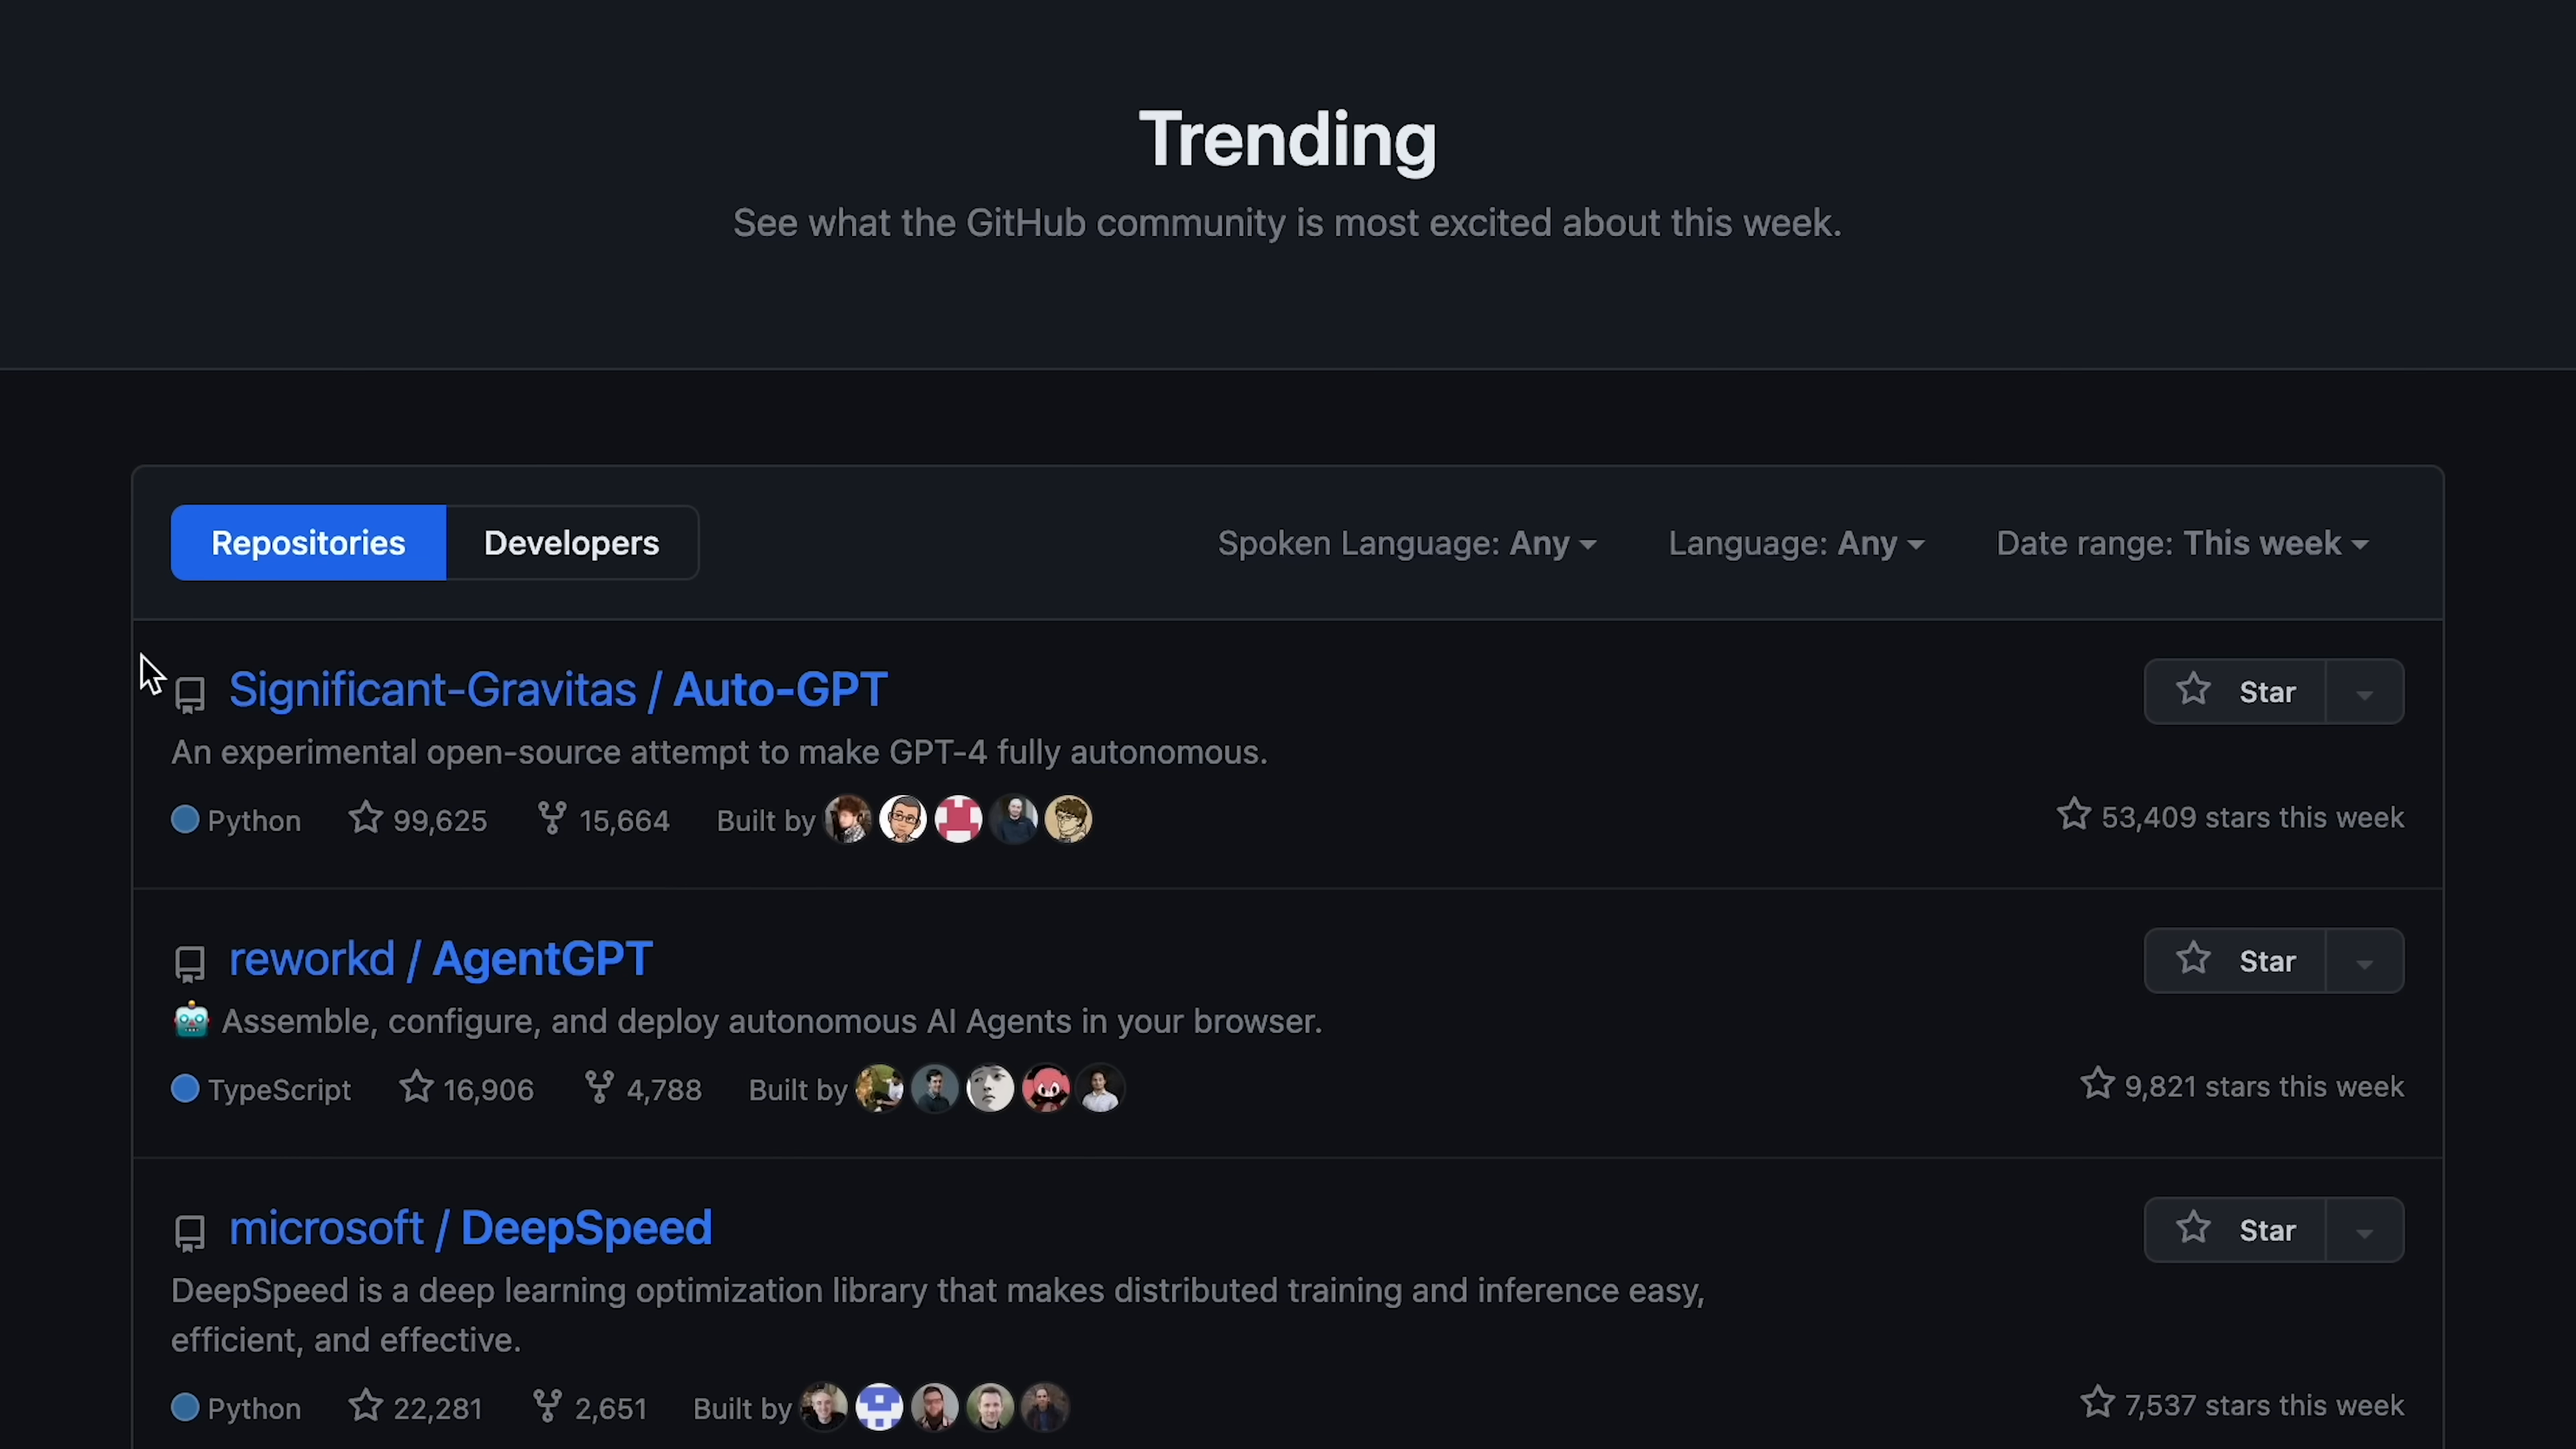 Trending
See what the GitHub community is most excited about this week.
Repositories Developers Spoken Language: Any Language: Any Date range: This week
Significant-Gravitas / Auto-GPT Star
An experimental open-source attempt to make GPT-4 fully autonomous.
Python 99,625 15,664 Built by 53,409 stars this week
reworkd / AgentGPT Star
Assemble, configure, and deploy autonomous AI Agents in your browser.
TypeScript 16,906 4,788 Built by 9,821 stars this week
microsoft / DeepSpeed Star
DeepSpeed is a deep learning optimization library that makes distributed training and inference easy,
efficient, and effective.
Python 22,281 2,651 Built by 7,537 stars this week